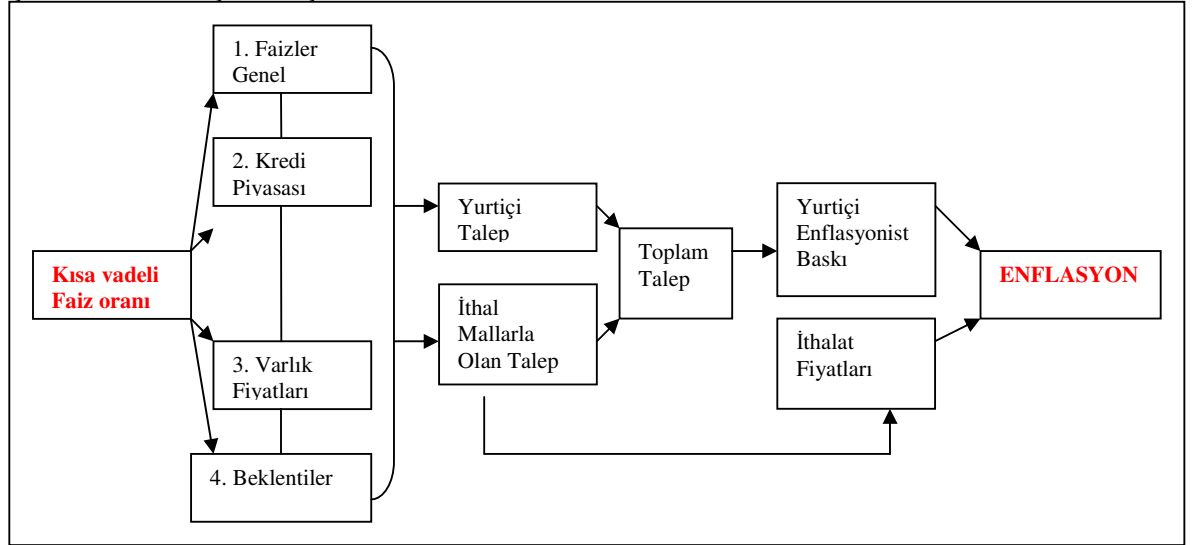 1. Faizler
Genel
2. Kredi
Piyasası
Kısa vadeli
Faiz oranı
3. Varlık
Fiyatları
4. Beklentiler
Yurtiçi
Talep
İthal
Mallarla
Olan Talep
Toplam
Talep
Yurtiçi
Enflasyonist
Baskı
İthalat
Fiyatları
ENFLASYON